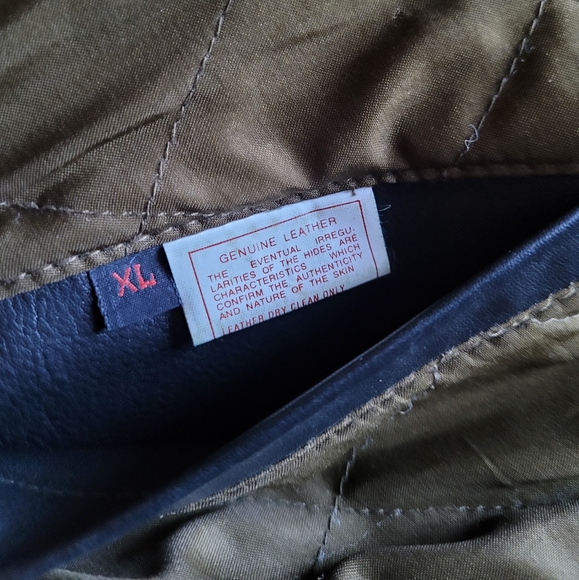 XL
GENUINE LEATHER
THE EVENTUAL IRREGU.
LARITIES OF THE HIDES ARE
CHARACTERISTICS WHICH
CONFIRM THE AUTHENTICITY
AND NATURE OF THE SKIN
LEATHER DRY CLEAN ONLY